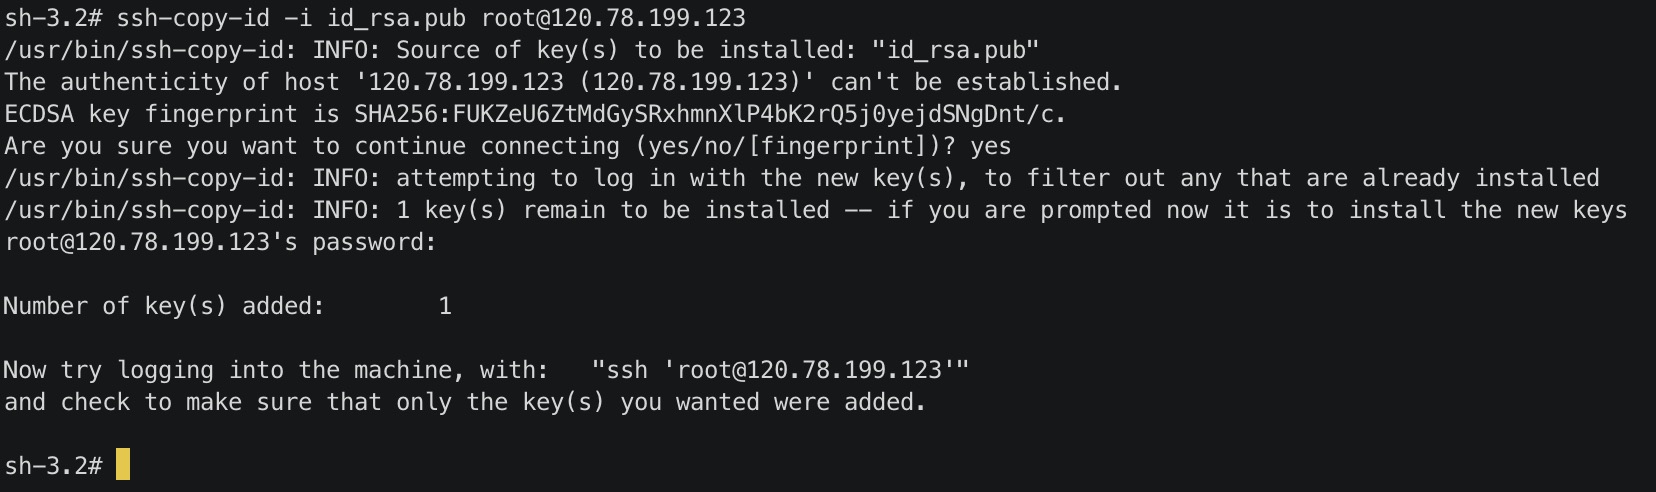 sh-3.2# ssh-copy-id -i id_rsa.pub root@120.78.199.123
/usr/bin/ssh-copy-id: INFO: Source of key(s) to be installed: "id_rsa.pub"
The authenticity of host '120.78.199.123 (120.78.199.123)' can't be established.
ECDSA key fingerprint is SHA256:FUKZeU6ZtMdGySRxhmnXlP4bK2rQ5j0yejdSNgDnt/c.
Are you sure you want to continue connecting (yes/no/[fingerprint])? yes
/usr/bin/ssh-copy-id: INFO: attempting to log in with the new key(s), to filter out any that are already installed
/usr/bin/ssh-copy-id: INFO: 1 key(s) remain to be installed -- if you are prompted now it is to install the new keys
root@120.78.199.123's password:
Number of key(s) added:        1
Now try logging into the machine, with:   "ssh 'root@120.78.199.123'"
and check to make sure that only the key(s) you wanted were added.
sh-3.2#